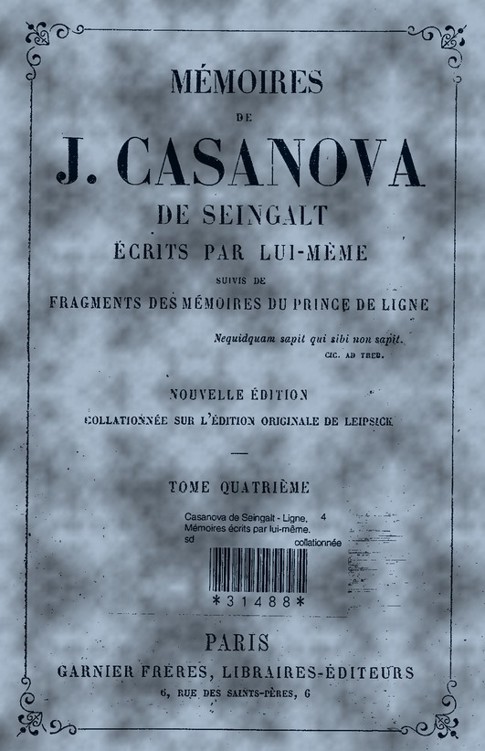 MÉMOIRES
DE
J. CASANOVA
DE SEINGALT
ÉCRITS PAR LUI-MÊME
SUIVIS DE
FRAGMENTS DES MÉMOIRES DU PRINCE DE LIGNE
Nequidquam sapit qui sibi non sapit.
CIC. AD TREB.
NOUVELLE ÉDITION
COLLATIONNÉE SUR L'ÉDITION ORIGINALE DE LEIPSICK
TOME QUATRIÈME
Casanova de Seingalt - Ligne, 4
Mémoires écrits par lui-même.
sd collationnée
*31488*
PARIS
GARNIER FRÈRES, LIBRAIRES-ÉDITEURS
6, RUE DES SAINTS-PÈRES, 6